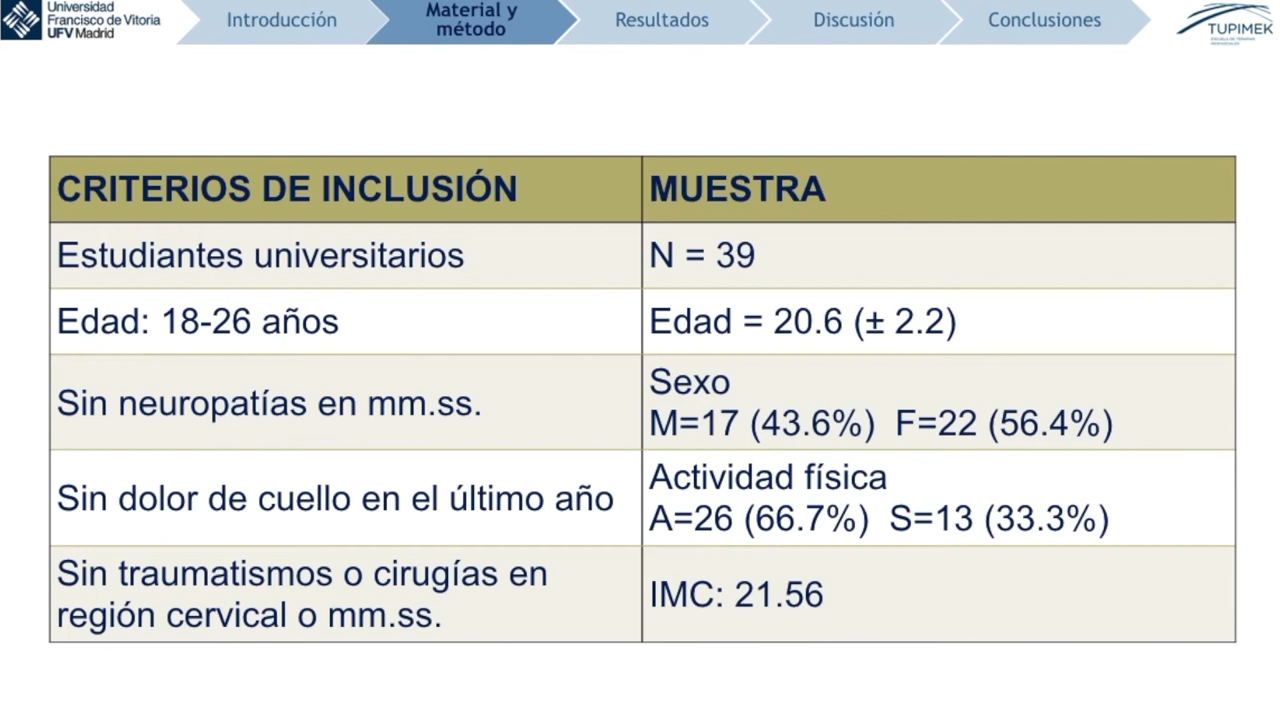 Universidad
Francisco de Vitoria
UFV Madrid
Introducción
Material y
método
Resultados
Discusión
Conclusiones
TUPIMEK
CRITERIOS DE INCLUSIÓN
MUESTRA
Estudiantes universitarios
N = 39
Edad: 18-26 años
Edad = 20.6 (± 2.2)
Sin neuropatías en mm.ss.
Sexo
M=17 (43.6%) F=22 (56.4%)
Sin dolor de cuello en el último año
Actividad física
A=26 (66.7%) S=13 (33.3%)
Sin traumatismos o cirugías en
región cervical o mm.ss.
IMC: 21.56